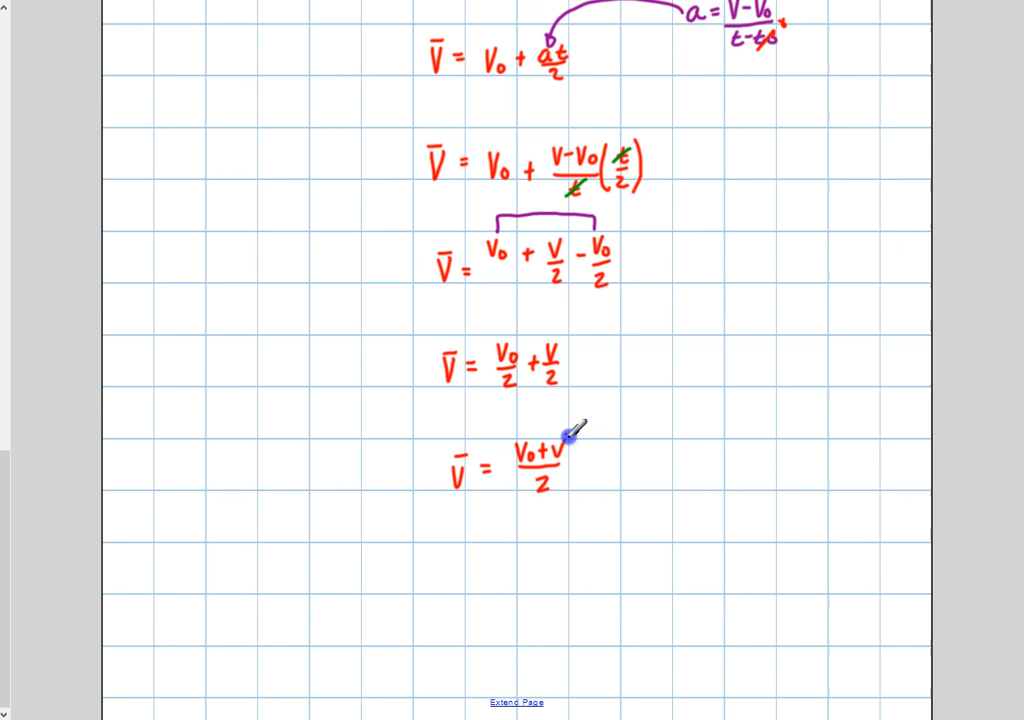 a = V-V₀ / t-t₀
V̄ = V₀ + at/2
V̄ = V₀ + V-V₀/t (t/2)
V̄ = V₀ + V/2 - V₀/2
V̄ = V₀/2 + V/2
V̄ = V₀+V / 2
Extend Page